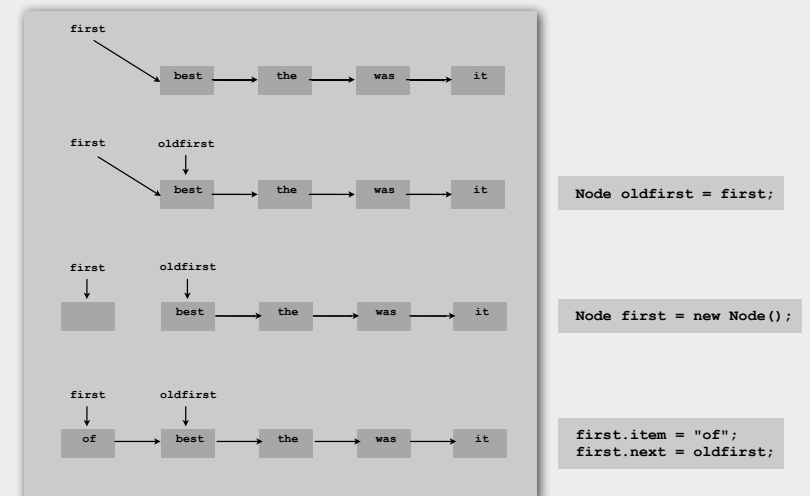 first
best the was it
first oldfirst
best the was it
Node oldfirst = first;
first oldfirst
best the was it
Node first = new Node();
first oldfirst
of best the was it
first.item = "of";
first.next = oldfirst;